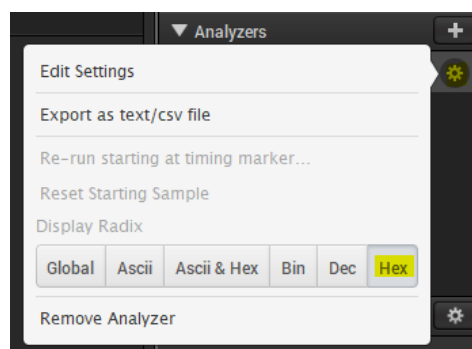 Analyzers
Edit Settings
Export as text/csv file
Re-run starting at timing marker...
Reset Starting Sample
Display Radix
Global Ascii Ascii & Hex Bin Dec Hex
Remove Analyzer